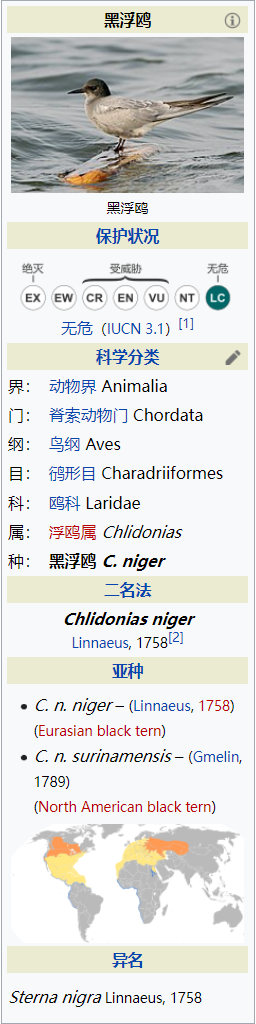 黑浮鸥
黑浮鸥
保护状况
绝灭 受威胁 无危
EX EW CR EN VU NT LC
无危（IUCN 3.1）[1]
科学分类
界： 动物界 Animalia
门： 脊索动物门 Chordata
纲： 鸟纲 Aves
目： 鸻形目 Charadriiformes
科： 鸥科 Laridae
属： 浮鸥属 Chlidonias
种： 黑浮鸥 C. niger
二名法
Chlidonias niger
Linnaeus, 1758[2]
亚种
• C. n. niger – (Linnaeus, 1758)
(Eurasian black tern)
• C. n. surinamensis – (Gmelin,
1789)
(North American black tern)
异名
Sterna nigra Linnaeus, 1758